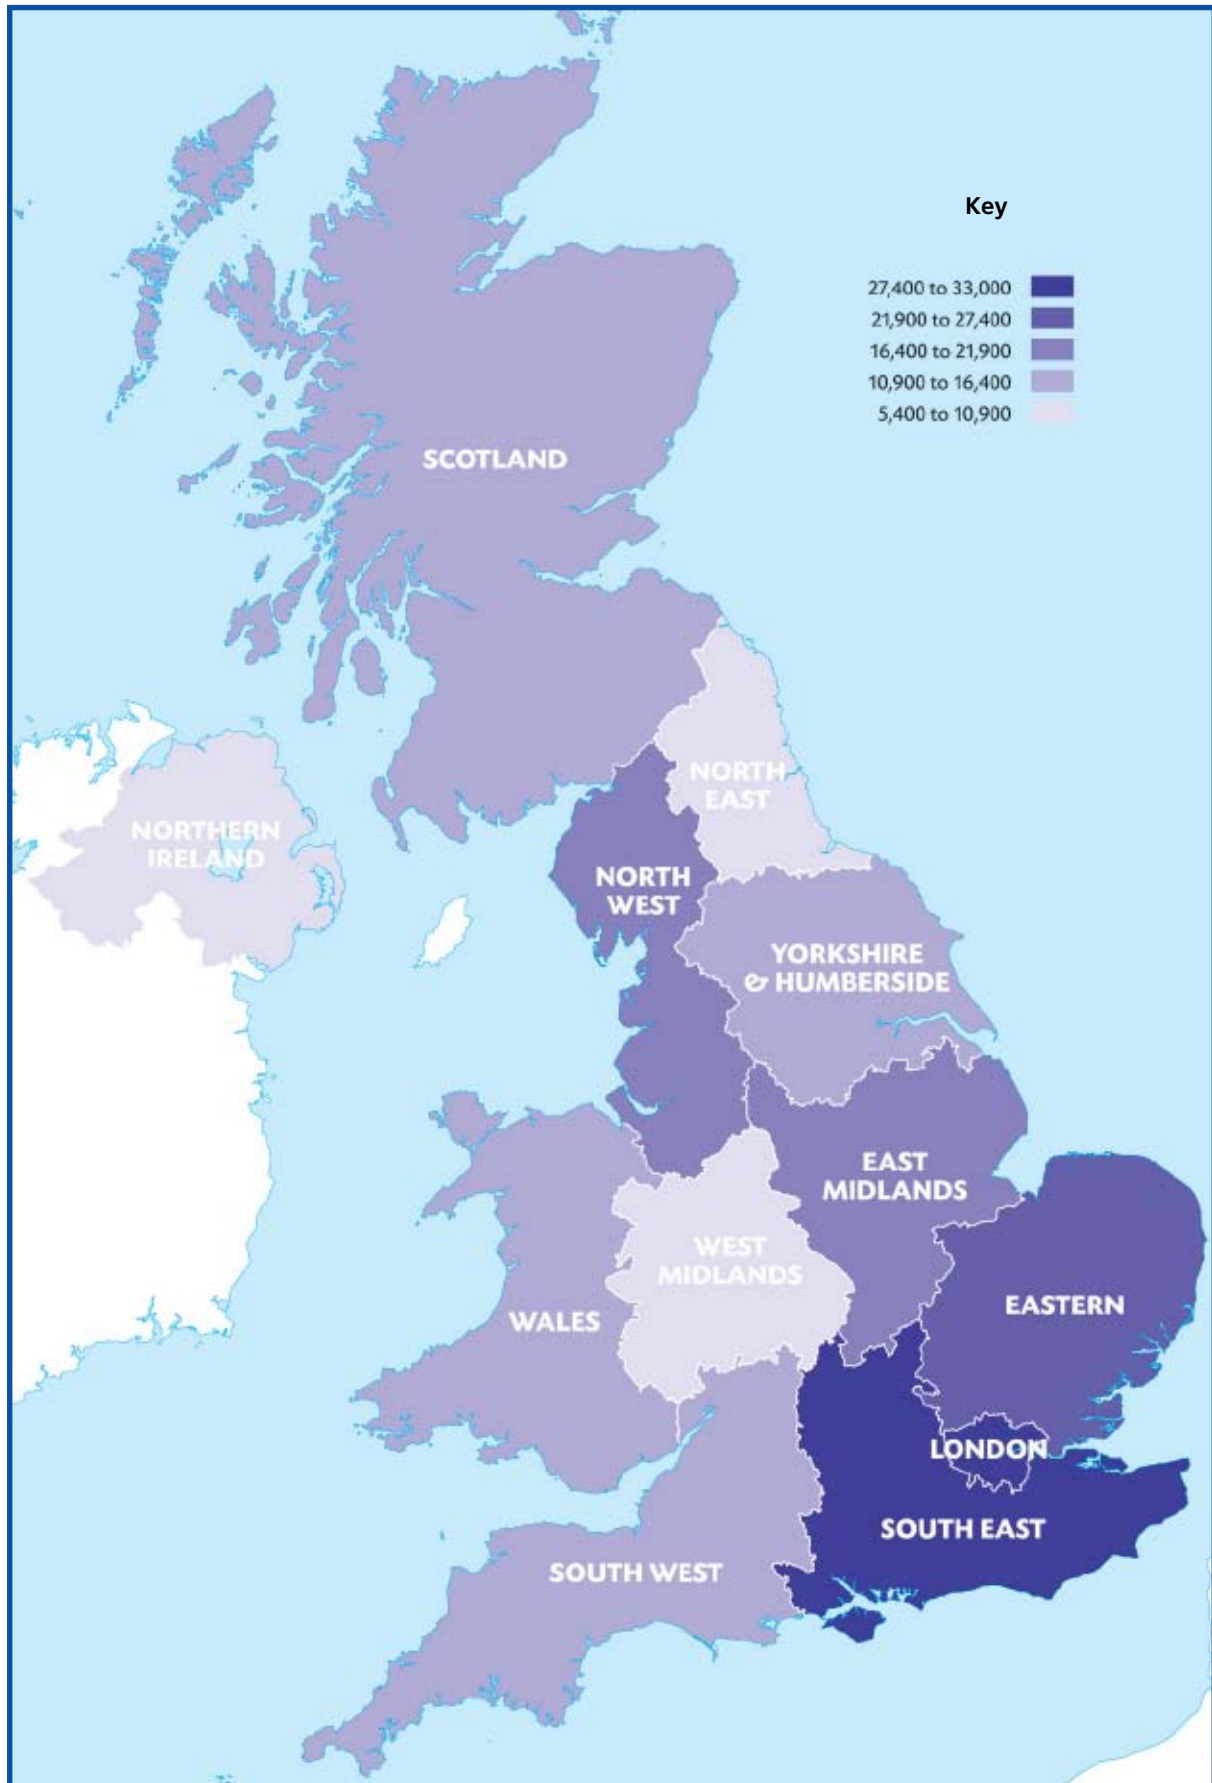 Key
27,400 to 33,000
21,900 to 27,400
16,400 to 21,900
10,900 to 16,400
5,400 to 10,900
SCOTLAND
NORTH
EAST
NORTHERN
IRELAND
NORTH
WEST
YORKSHIRE
& HUMBERSIDE
EAST
MIDLANDS
WEST
MIDLANDS
EASTERN
WALES
LONDON
SOUTH EAST
SOUTH WEST